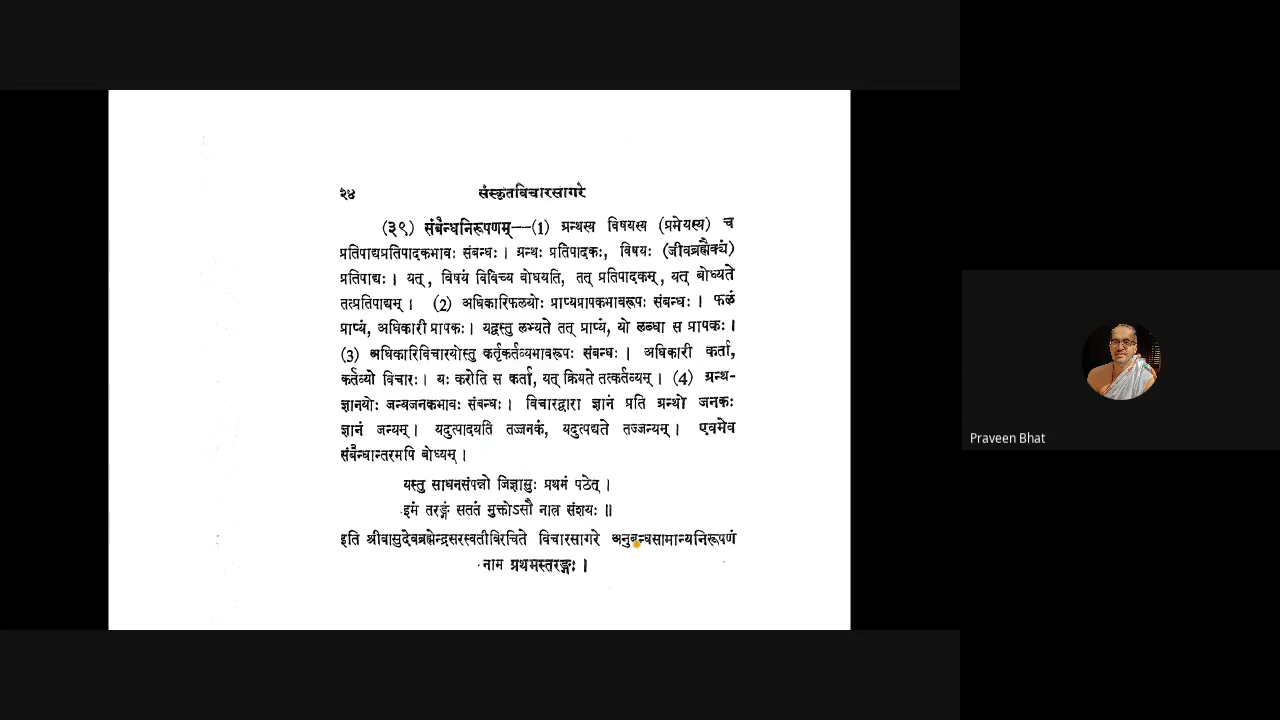 २४ संस्कृतविचारसागरे
(३९) संबन्धनिरूपणम्—(1) ग्रन्थस्य विषयस्य (प्रमेयस्य) च
प्रतिपाद्यप्रतिपादकभावः संबन्धः । ग्रन्थः प्रतिपादकः, विषयः (जीवब्रह्मैक्यं)
प्रतिपाद्यः । यत्, विषयं विविच्य बोधयति, तत् प्रतिपादकम्, यत् बोध्यते
तत्प्रतिपाद्यम् । (2) अधिकारिफलयोः प्राप्यप्रापकभावरूपः संबन्धः । फलं
प्राप्यं, अधिकारी प्रापकः । यद्वस्तु लभ्यते तत् प्राप्यं, यो लब्धा स प्रापकः ।
(3) अधिकारिविचारयोस्तु कर्तृकर्तव्यभावरूपः संबन्धः । अधिकारी कर्ता,
कर्तव्यो विचारः । यः करोति स कर्ता, यत् क्रियते तत्कर्तव्यम् । (4) ग्रन्थ-
ज्ञानयोः जन्यजनकभावः संबन्धः । विचारद्वारा ज्ञानं प्रति ग्रन्थो जनकः
ज्ञानं जन्यम् । यदुत्पादयति तज्जनकं, यदुत्पद्यते तज्जन्यम् । एवमेव
संबन्धान्तरमपि बोध्यम् ।
यस्तु साधनसंपन्नो जिज्ञासुः प्रथमं पठेत् ।
इमं तरङ्गं सततं मुक्तोऽसौ नात्र संशयः ॥
इति श्रीवासुदेवब्रह्मेन्द्रसरस्वतीविरचिते विचारसागरे अनुबन्धसामान्यनिरूपणं
नाम प्रथमस्तरङ्गः ।
Praveen Bhat